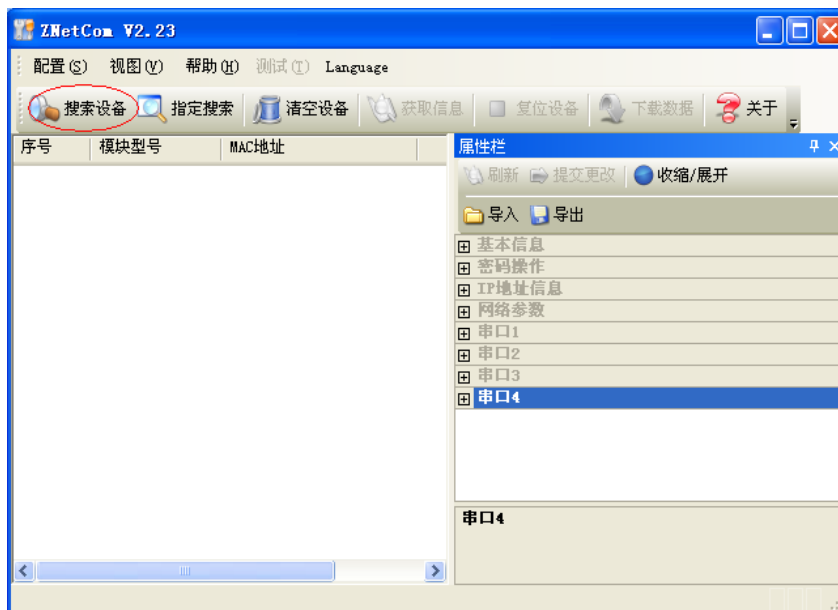 ZNetCom V2.23
配置(S) 视图(V) 帮助(H) 测试(T) Language
搜索设备 指定搜索 清空设备 获取信息 复位设备 下载数据 关于
序号 模块型号 MAC地址
属性栏
刷新 提交更改 收缩/展开
导入 导出
基本信息
密码操作
IP地址信息
网络参数
串口1
串口2
串口3
串口4
串口4